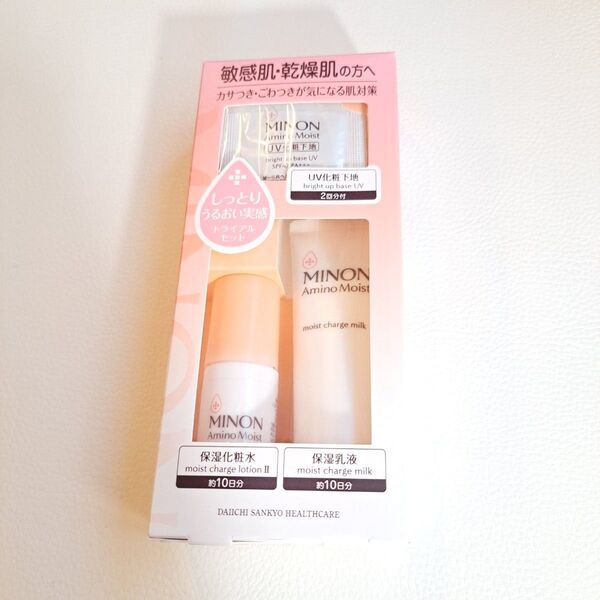 敏感肌・乾燥肌の方へ
カサつき・ごわつきが気になる肌対策
MINON
Amino Moist
UV化粧下地
bright up base UV
UV化粧下地
bright up base UV
2回分付
しっとり
うるおい実感
トライアル
セット
MINON
Amino Moist
moist charge milk
MINON
Amino Moist
保湿化粧水
moist charge lotion Ⅱ
約10日分
保湿乳液
moist charge milk
約10日分
DAIICHI SANKYO HEALTHCARE